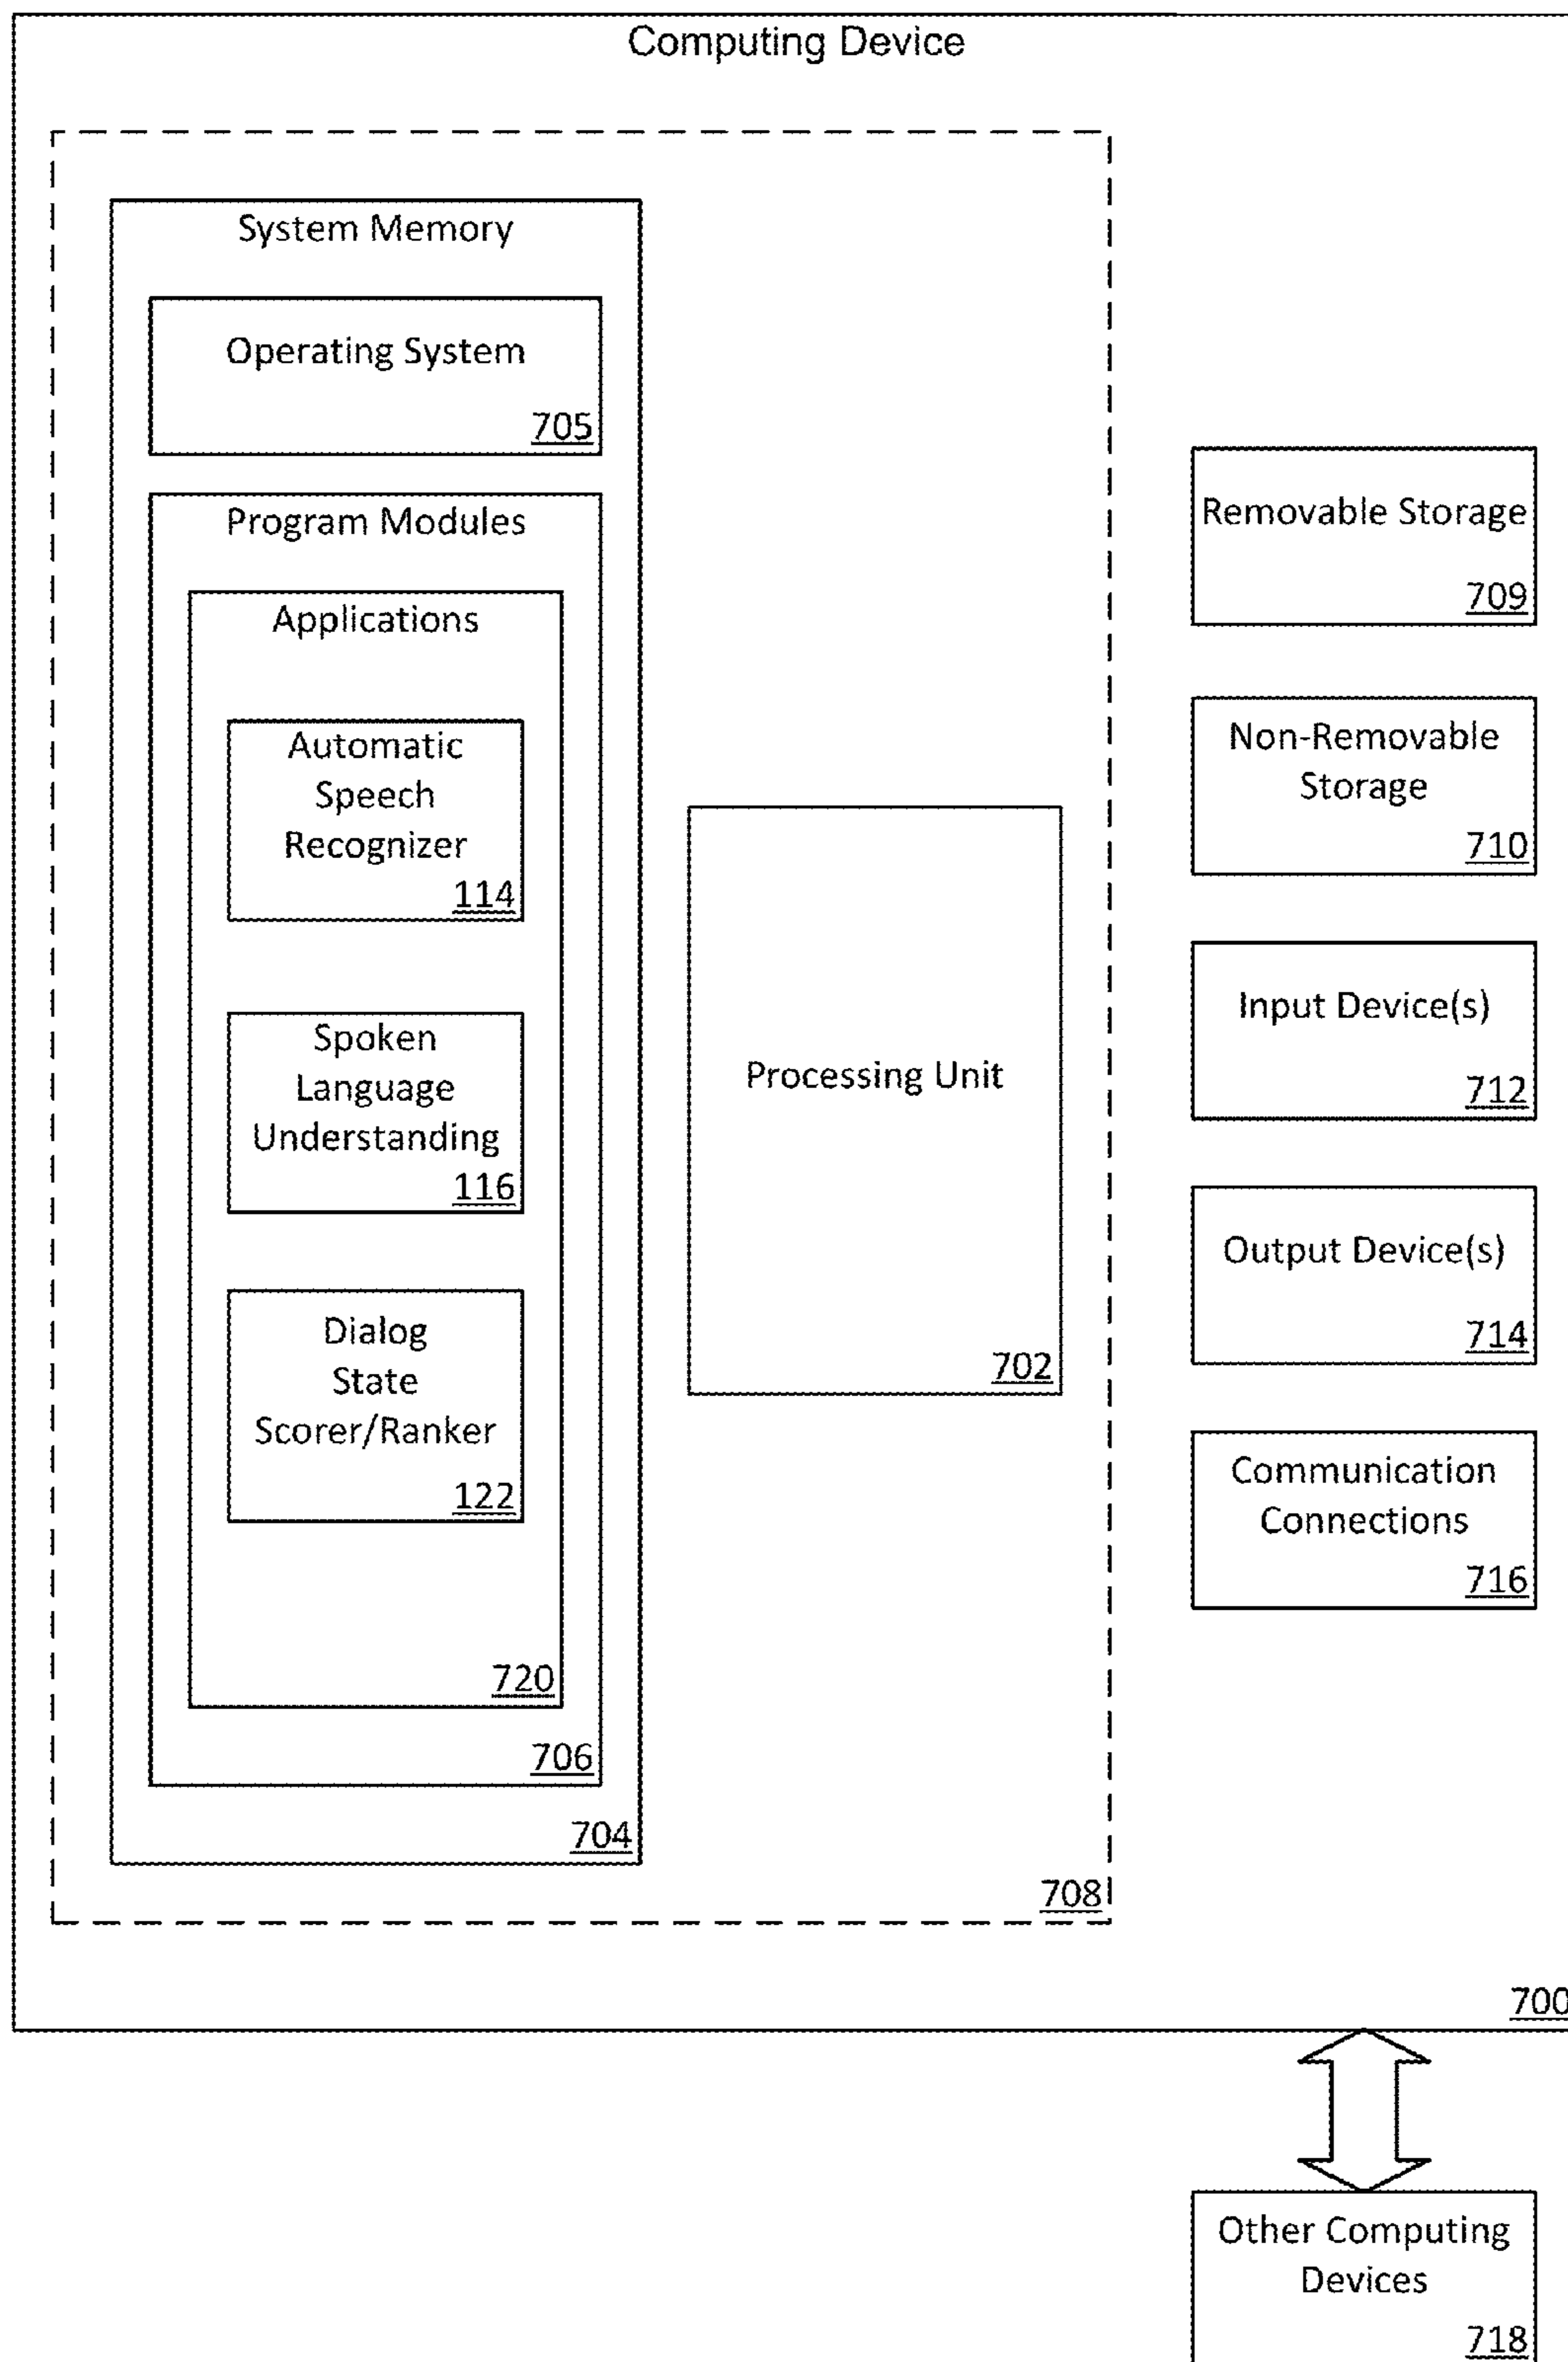 Computing Device
System Memory
Operating System
705
Program Modules
Applications
Automatic
Speech
Recognizer
114
Spoken
Language
Understanding
116
Dialog
State
Scorer/Ranker
122
720
706
704
Processing Unit
702
708
Removable Storage
709
Non-Removable
Storage
710
Input Device(s)
712
Output Device(s)
714
Communication
Connections
716
700
Other Computing
Devices
718